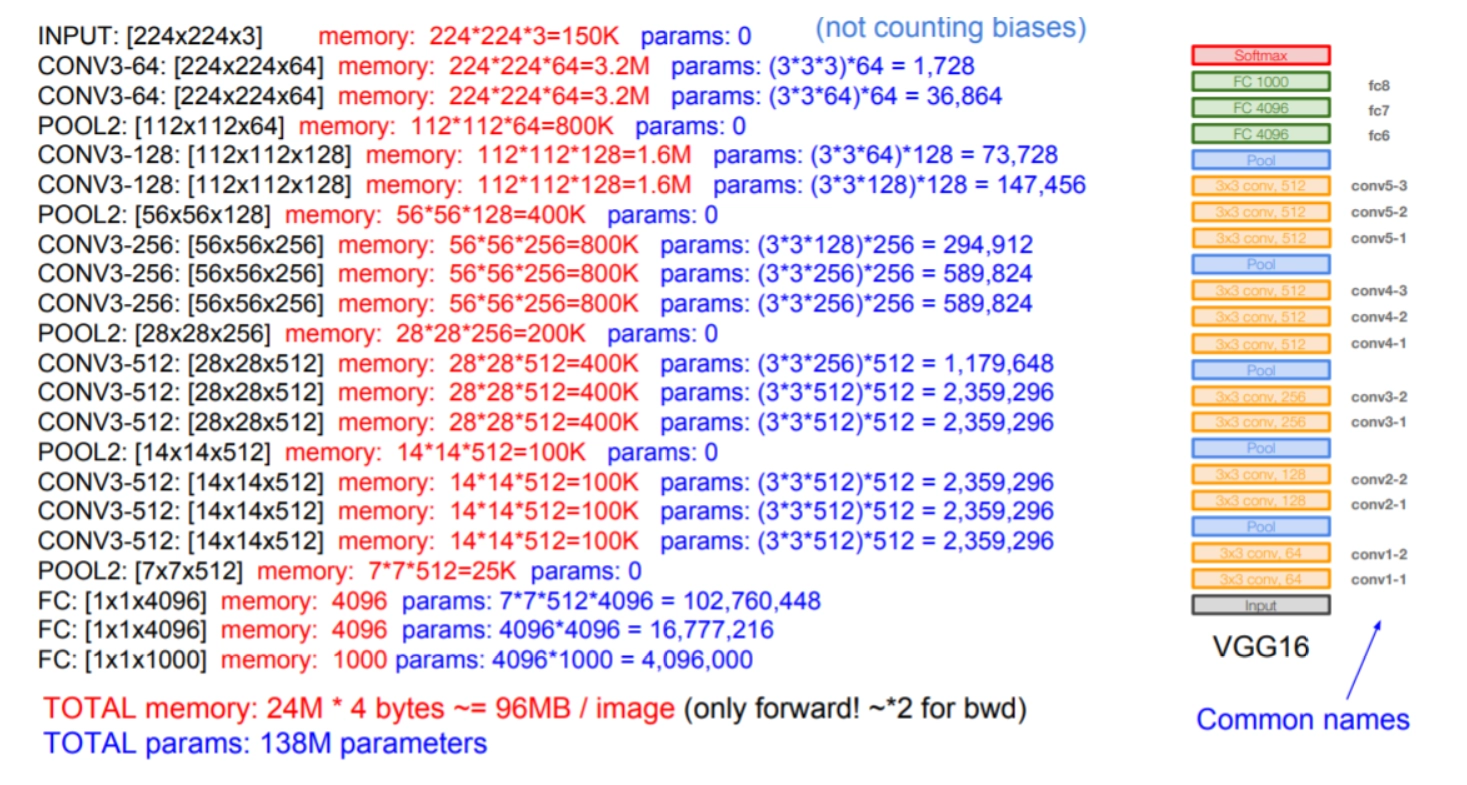 INPUT: [224x224x3] memory: 224*224*3=150K params: 0 (not counting biases)
CONV3-64: [224x224x64] memory: 224*224*64=3.2M params: (3*3*3)*64 = 1,728
CONV3-64: [224x224x64] memory: 224*224*64=3.2M params: (3*3*64)*64 = 36,864
POOL2: [112x112x64] memory: 112*112*64=800K params: 0
CONV3-128: [112x112x128] memory: 112*112*128=1.6M params: (3*3*64)*128 = 73,728
CONV3-128: [112x112x128] memory: 112*112*128=1.6M params: (3*3*128)*128 = 147,456
POOL2: [56x56x128] memory: 56*56*128=400K params: 0
CONV3-256: [56x56x256] memory: 56*56*256=800K params: (3*3*128)*256 = 294,912
CONV3-256: [56x56x256] memory: 56*56*256=800K params: (3*3*256)*256 = 589,824
CONV3-256: [56x56x256] memory: 56*56*256=800K params: (3*3*256)*256 = 589,824
POOL2: [28x28x256] memory: 28*28*256=200K params: 0
CONV3-512: [28x28x512] memory: 28*28*512=400K params: (3*3*256)*512 = 1,179,648
CONV3-512: [28x28x512] memory: 28*28*512=400K params: (3*3*512)*512 = 2,359,296
CONV3-512: [28x28x512] memory: 28*28*512=400K params: (3*3*512)*512 = 2,359,296
POOL2: [14x14x512] memory: 14*14*512=100K params: 0
CONV3-512: [14x14x512] memory: 14*14*512=100K params: (3*3*512)*512 = 2,359,296
CONV3-512: [14x14x512] memory: 14*14*512=100K params: (3*3*512)*512 = 2,359,296
CONV3-512: [14x14x512] memory: 14*14*512=100K params: (3*3*512)*512 = 2,359,296
POOL2: [7x7x512] memory: 7*7*512=25K params: 0
FC: [1x1x4096] memory: 4096 params: 7*7*512*4096 = 102,760,448
FC: [1x1x4096] memory: 4096 params: 4096*4096 = 16,777,216
FC: [1x1x1000] memory: 1000 params: 4096*1000 = 4,096,000
TOTAL memory: 24M * 4 bytes ~= 96MB / image (only forward! ~*2 for bwd)
TOTAL params: 138M parameters
Softmax
FC 1000 fc8
FC 4096 fc7
FC 4096 fc6
Pool
3x3 conv, 512 conv5-3
3x3 conv, 512 conv5-2
3x3 conv, 512 conv5-1
Pool
3x3 conv, 512 conv4-3
3x3 conv, 512 conv4-2
3x3 conv, 512 conv4-1
Pool
3x3 conv, 256 conv3-2
3x3 conv, 256 conv3-1
Pool
3x3 conv, 128 conv2-2
3x3 conv, 128 conv2-1
Pool
3x3 conv, 64 conv1-2
3x3 conv, 64 conv1-1
Input
VGG16
Common names